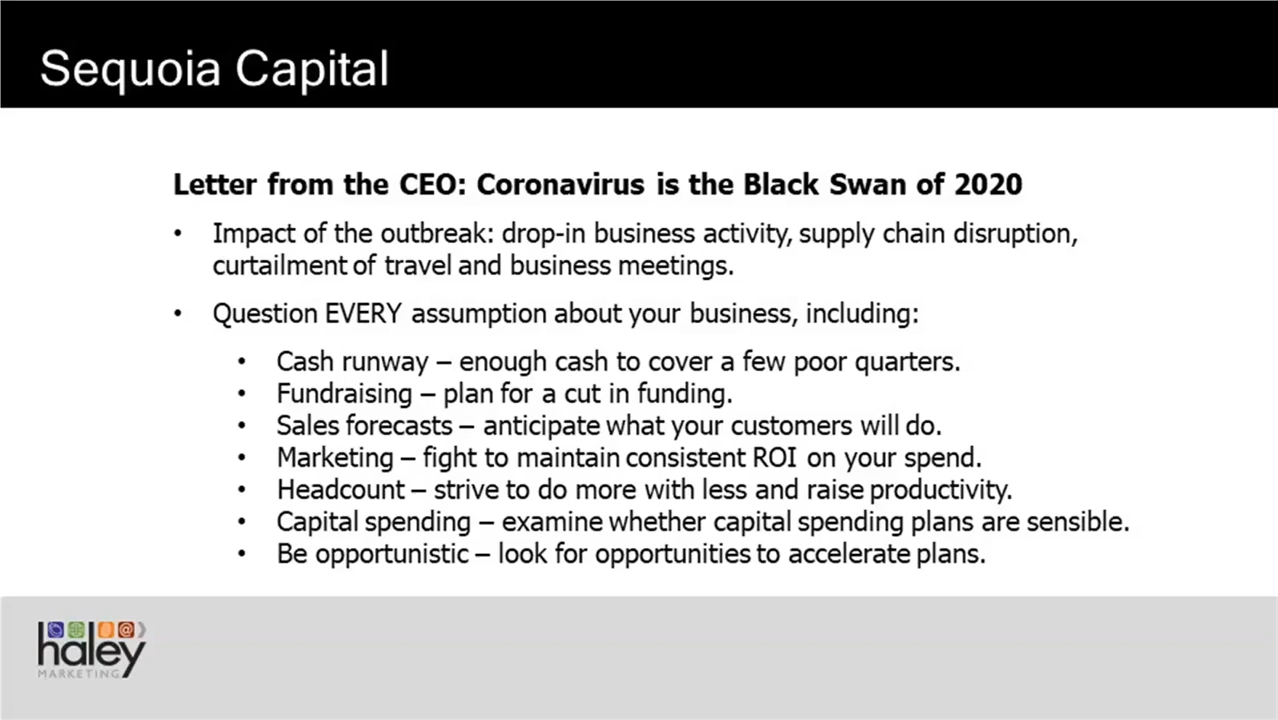 Sequoia Capital
Letter from the CEO: Coronavirus is the Black Swan of 2020
• Impact of the outbreak: drop-in business activity, supply chain disruption,
curtailment of travel and business meetings.
• Question EVERY assumption about your business, including:
• Cash runway – enough cash to cover a few poor quarters.
• Fundraising – plan for a cut in funding.
• Sales forecasts – anticipate what your customers will do.
• Marketing – fight to maintain consistent ROI on your spend.
• Headcount – strive to do more with less and raise productivity.
• Capital spending – examine whether capital spending plans are sensible.
• Be opportunistic – look for opportunities to accelerate plans.
haley
MARKETING